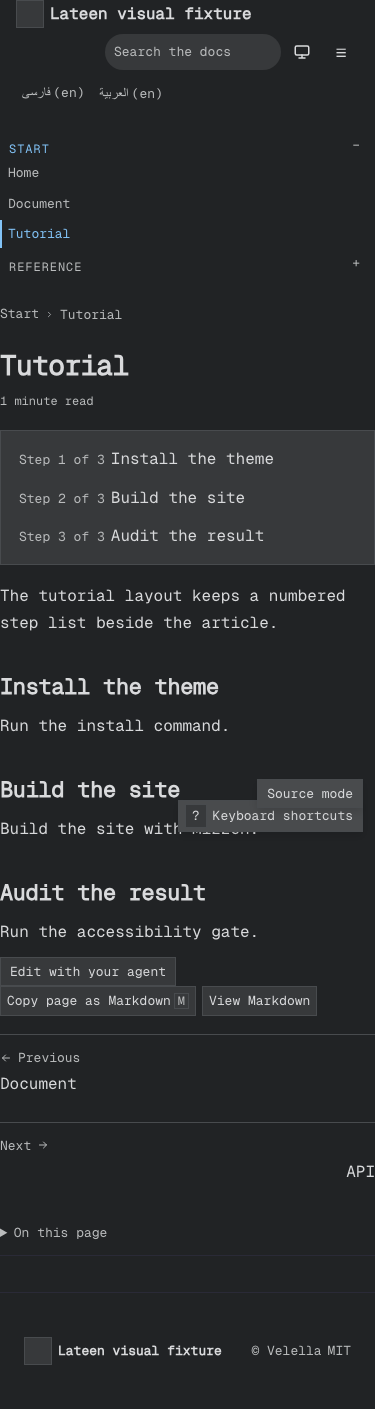 Lateen visual fixture
Search the docs
فارسی (en) العربية (en)
START −
Home
Document
Tutorial
REFERENCE +
Start › Tutorial
Tutorial
1 minute read
Step 1 of 3 Install the theme
Step 2 of 3 Build the site
Step 3 of 3 Audit the result
The tutorial layout keeps a numbered
step list beside the article.
Install the theme
Run the install command.
Build the site
Source mode
? Keyboard shortcuts
Build the site with
Audit the result
Run the accessibility gate.
Edit with your agent
Copy page as Markdown M View Markdown
← Previous
Document
Next →
API
▶ On this page
Lateen visual fixture © Velella MIT